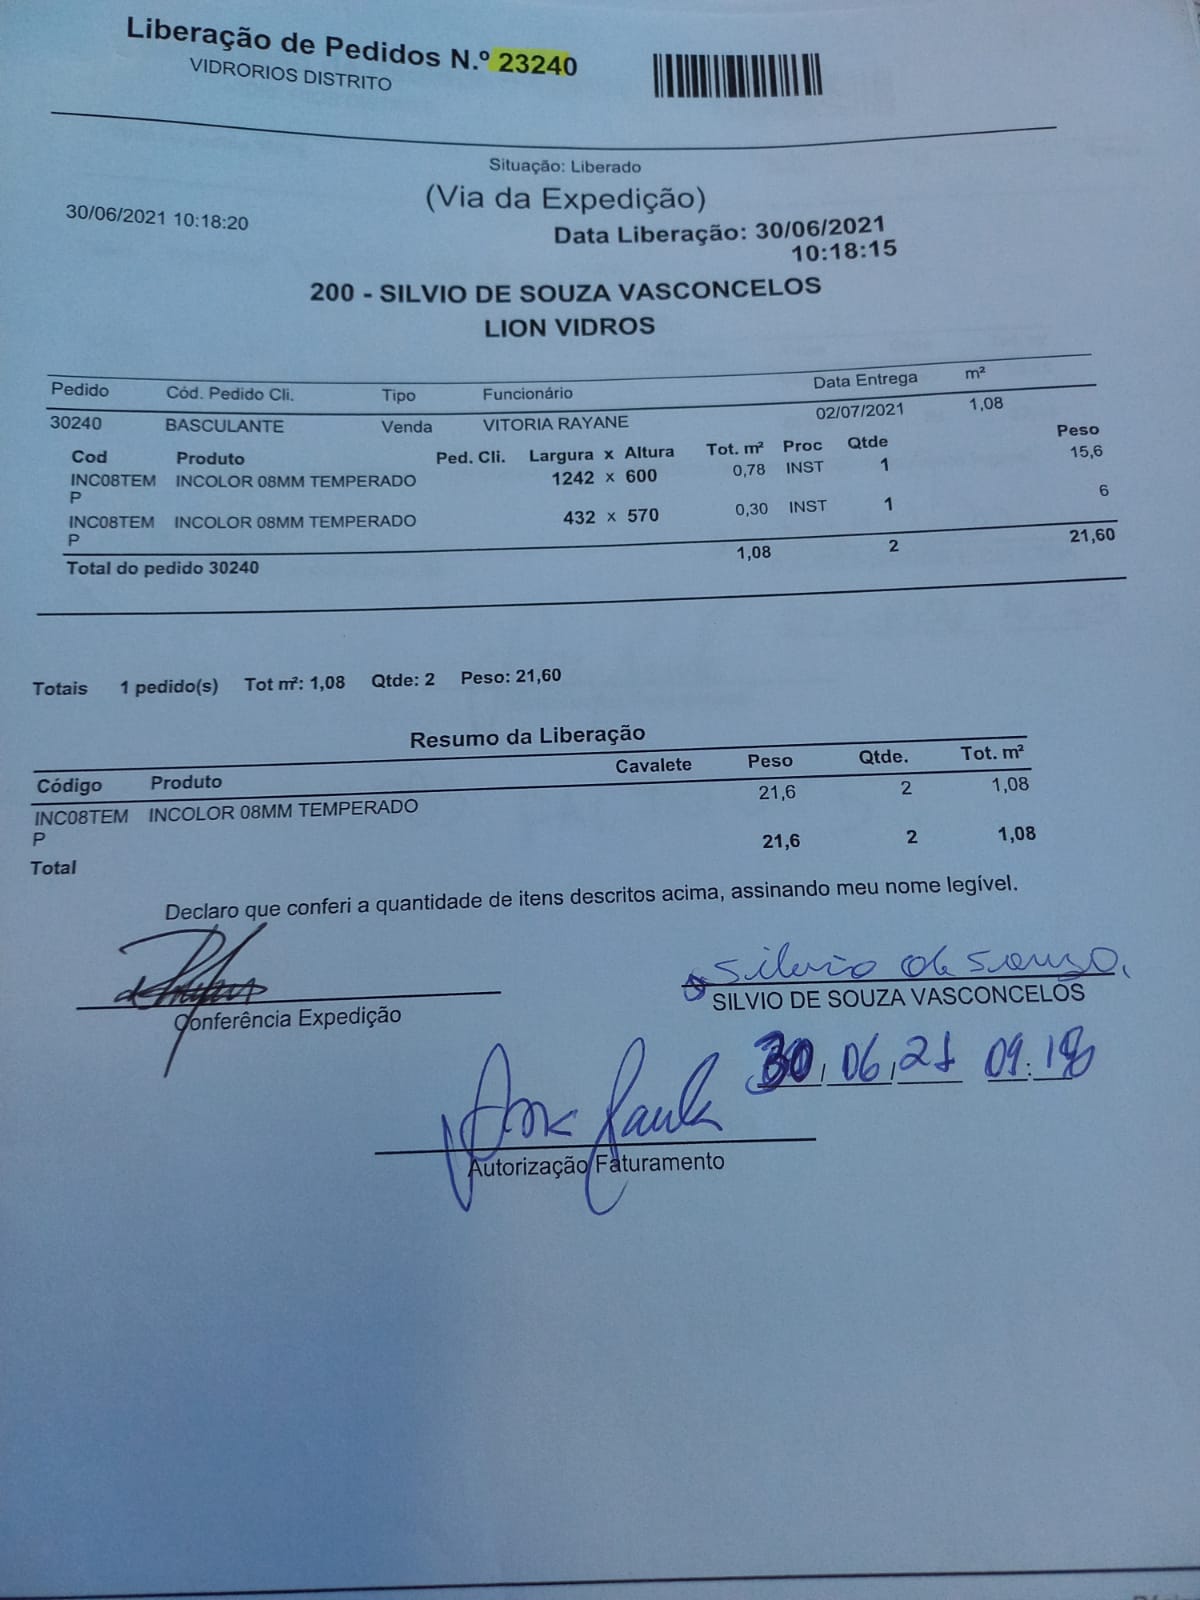 Liberação de Pedidos N.º 23240
VIDRORIOS DISTRITO
Situação: Liberado
(Via da Expedição)
30/06/2021 10:18:20
Data Liberação: 30/06/2021
10:18:15
200 - SILVIO DE SOUZA VASCONCELOS
LION VIDROS
Pedido Cód. Pedido Cli. Tipo Funcionário Data Entrega m²
30240 BASCULANTE Venda VITORIA RAYANE 02/07/2021 1,08
Cod Produto Ped. Cli. Largura x Altura Tot. m² Proc Qtde Peso
INC08TEM INCOLOR 08MM TEMPERADO 1242 x 600 0,78 INST 1 15,6
P
INC08TEM INCOLOR 08MM TEMPERADO 432 x 570 0,30 INST 1 6
P
Total do pedido 30240 1,08 2 21,60
Totais 1 pedido(s) Tot m²: 1,08 Qtde: 2 Peso: 21,60
Resumo da Liberação
Código Produto Cavalete Peso Qtde. Tot. m²
INC08TEM INCOLOR 08MM TEMPERADO 21,6 2 1,08
P
Total 21,6 2 1,08
Declaro que conferi a quantidade de itens descritos acima, assinando meu nome legível.
Silvio de Souza
Conferência Expedição
SILVIO DE SOUZA VASCONCELOS
30/06/21 09:18
Ana Paula
Autorização Faturamento